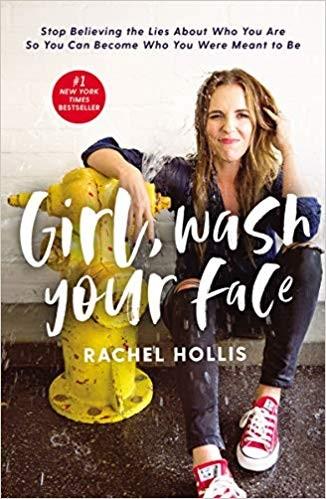 Stop Believing the Lies About Who You Are
So You Can Become Who You Were Meant to Be
#1
NEW YORK
TIMES
BESTSELLER
Girl, wash
your face
RACHEL HOLLIS